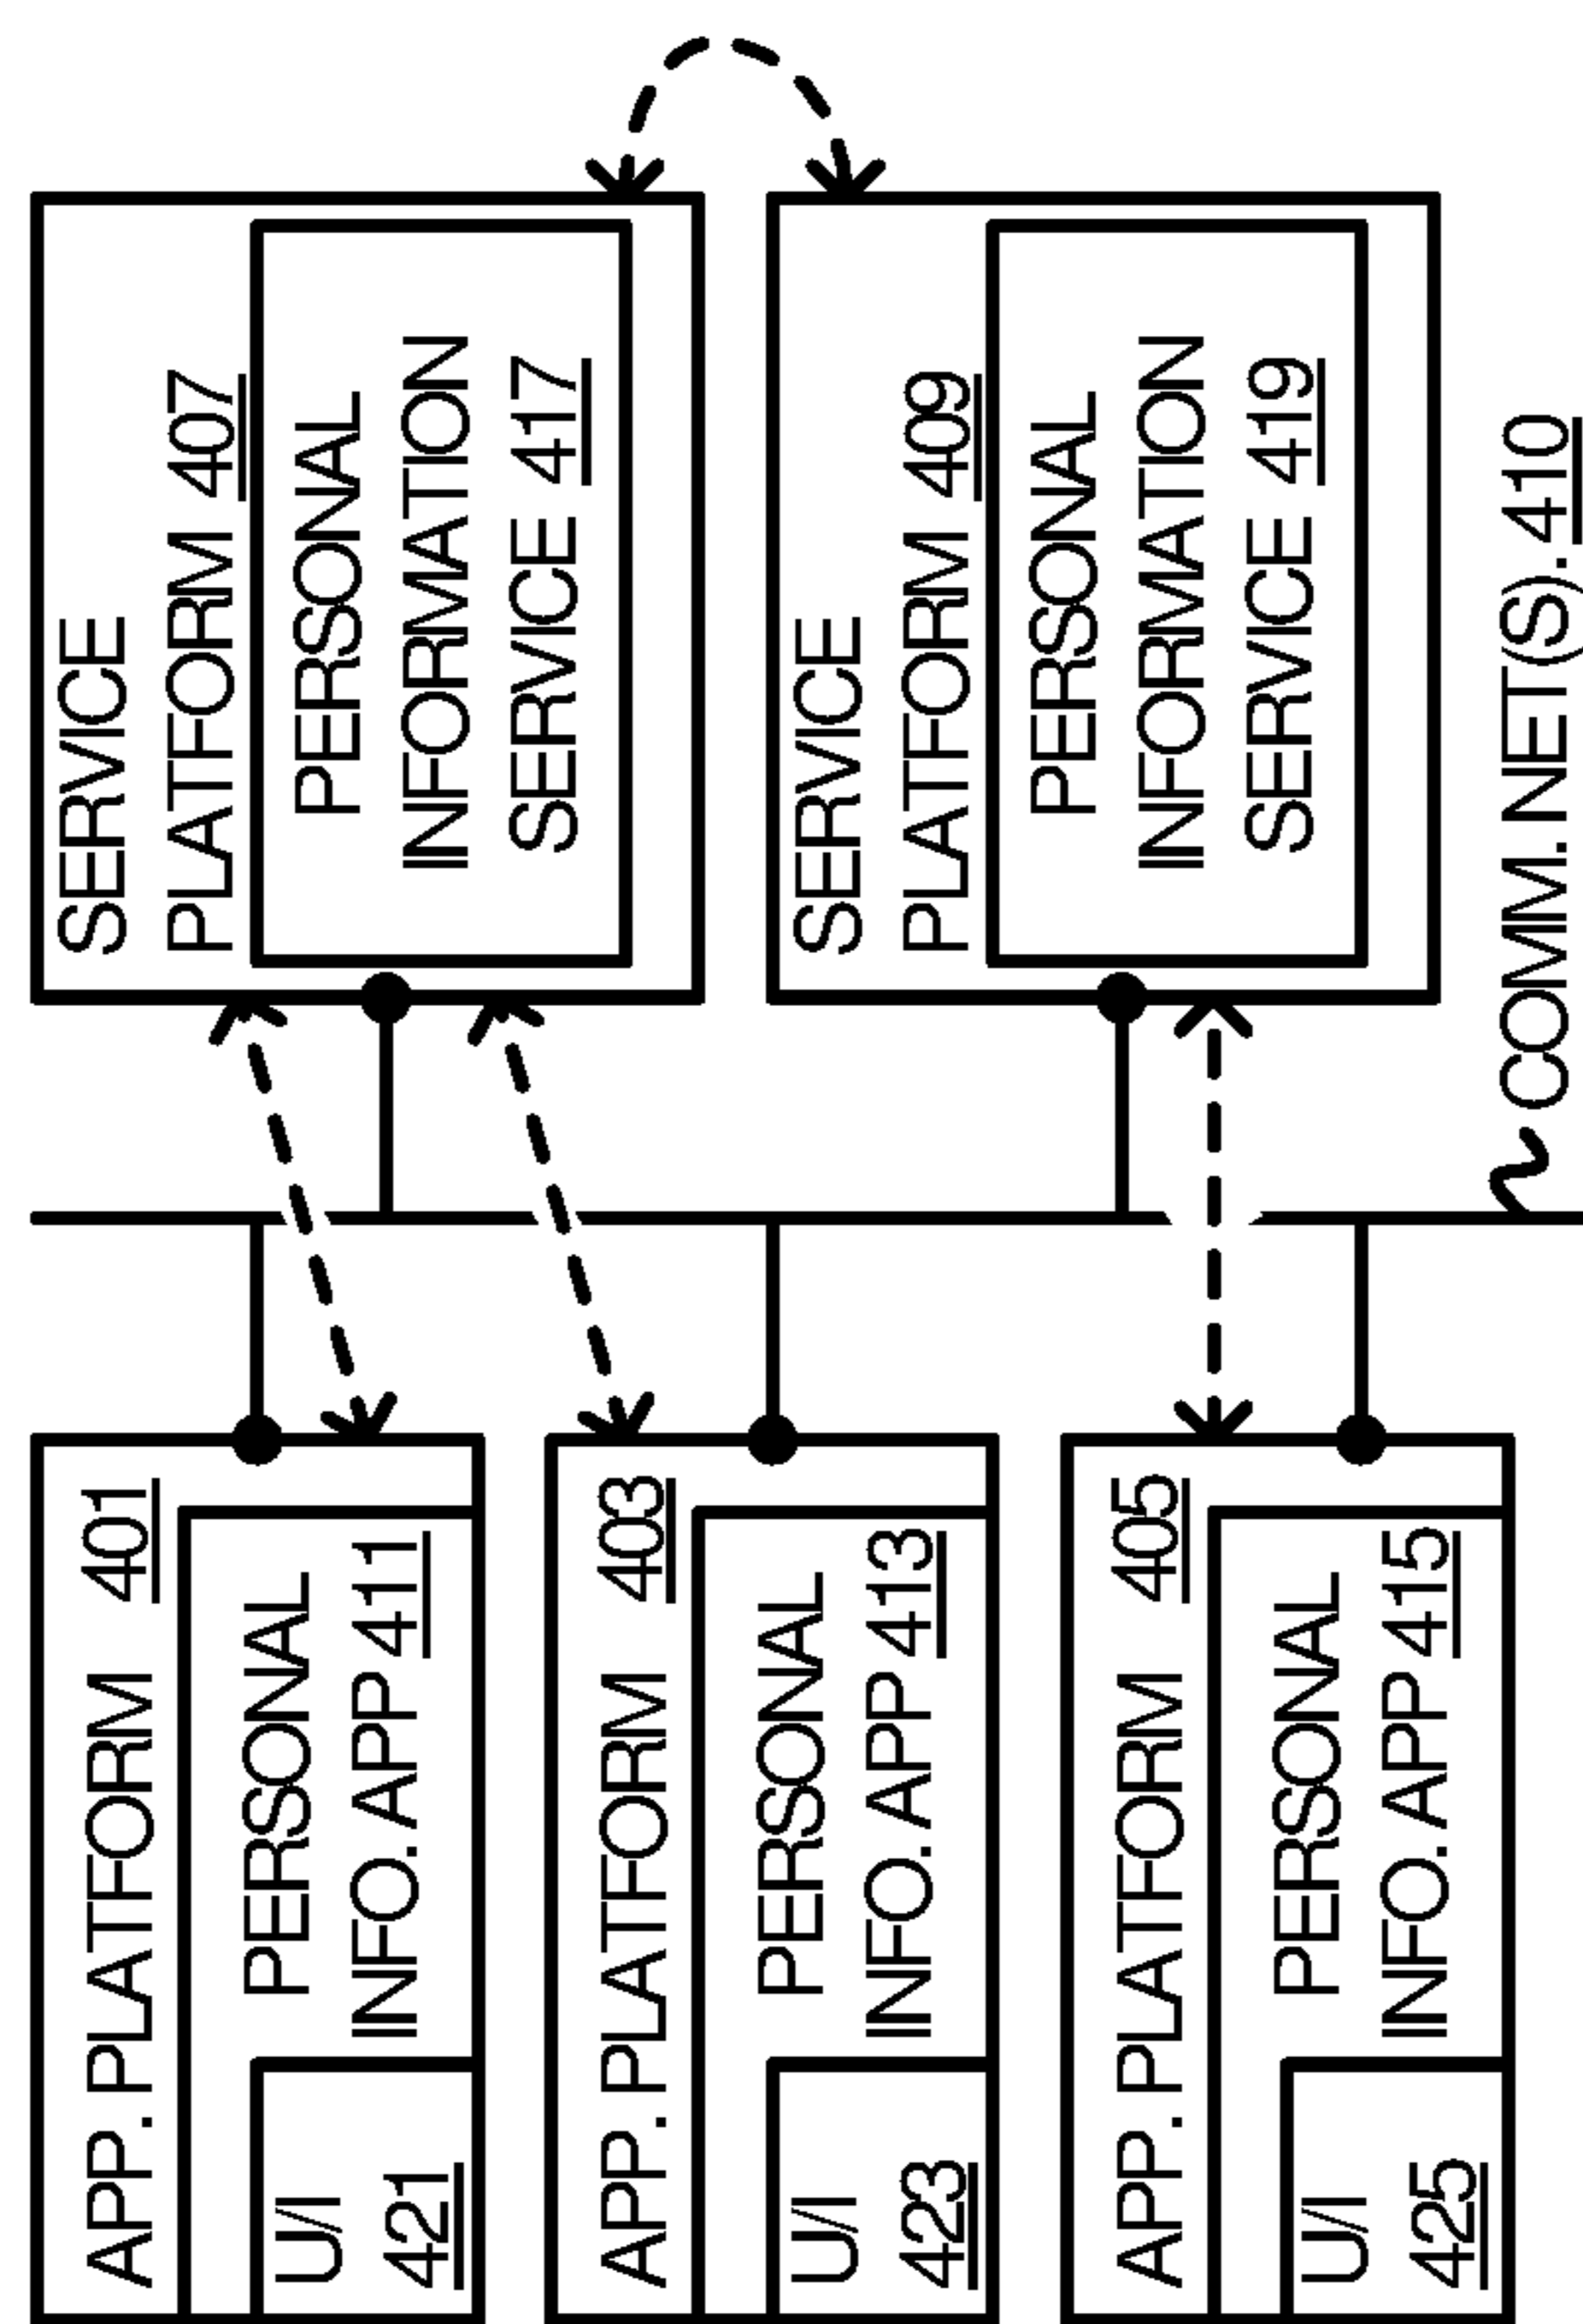 APP. PLATFORM 401
PERSONAL
INFO. APP 411
U/I
421
SERVICE
PLATFORM 407
PERSONAL
INFORMATION
SERVICE 417
APP. PLATFORM 403
PERSONAL
INFO. APP 413
U/I
423
SERVICE
PLATFORM 409
PERSONAL
INFORMATION
SERVICE 419
APP. PLATFORM 405
PERSONAL
INFO. APP 415
U/I
425
COMM. NET(S). 410